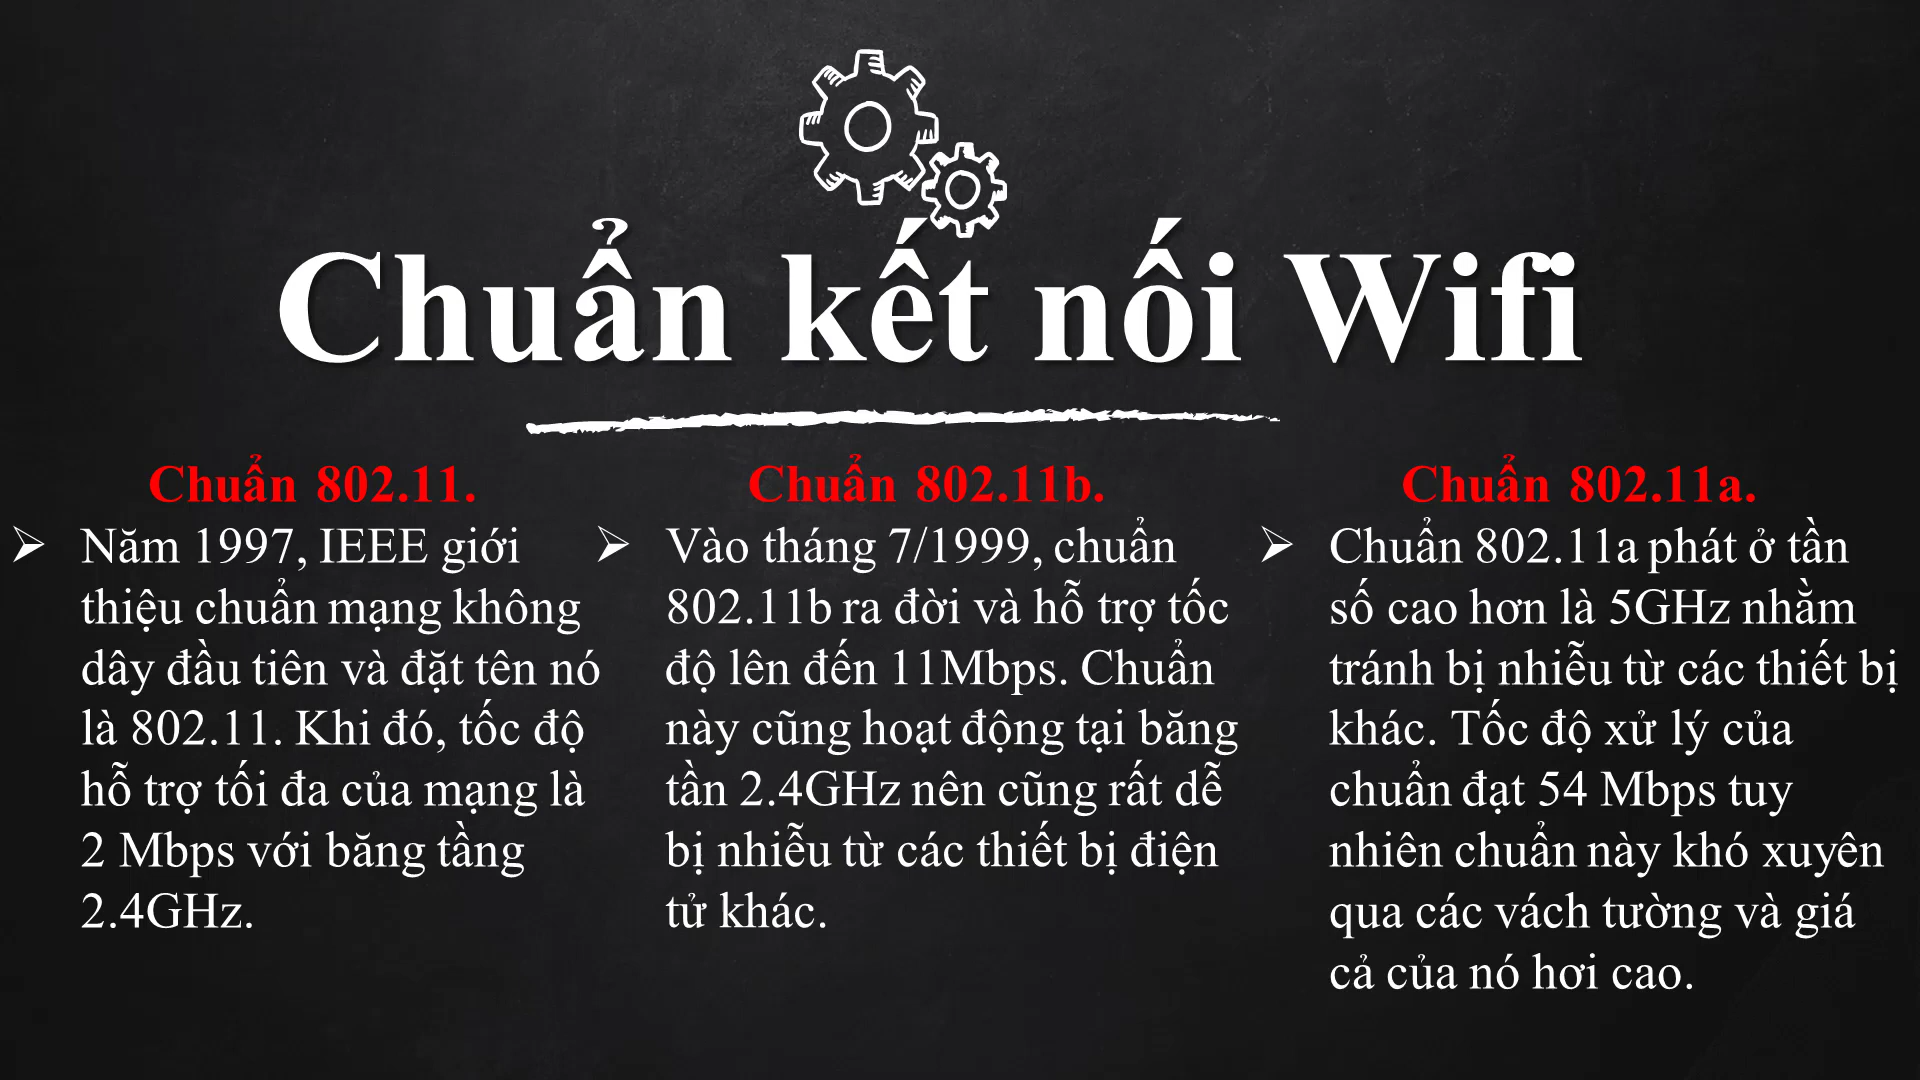 Chuẩn kết nối Wifi
Chuẩn 802.11.
➢ Năm 1997, IEEE giới
thiệu chuẩn mạng không
dây đầu tiên và đặt tên nó
là 802.11. Khi đó, tốc độ
hỗ trợ tối đa của mạng là
2 Mbps với băng tầng
2.4GHz.
Chuẩn 802.11b.
➢ Vào tháng 7/1999, chuẩn
802.11b ra đời và hỗ trợ tốc
độ lên đến 11Mbps. Chuẩn
này cũng hoạt động tại băng
tần 2.4GHz nên cũng rất dễ
bị nhiễu từ các thiết bị điện
tử khác.
Chuẩn 802.11a.
➢ Chuẩn 802.11a phát ở tần
số cao hơn là 5GHz nhằm
tránh bị nhiễu từ các thiết bị
khác. Tốc độ xử lý của
chuẩn đạt 54 Mbps tuy
nhiên chuẩn này khó xuyên
qua các vách tường và giá
cả của nó hơi cao.